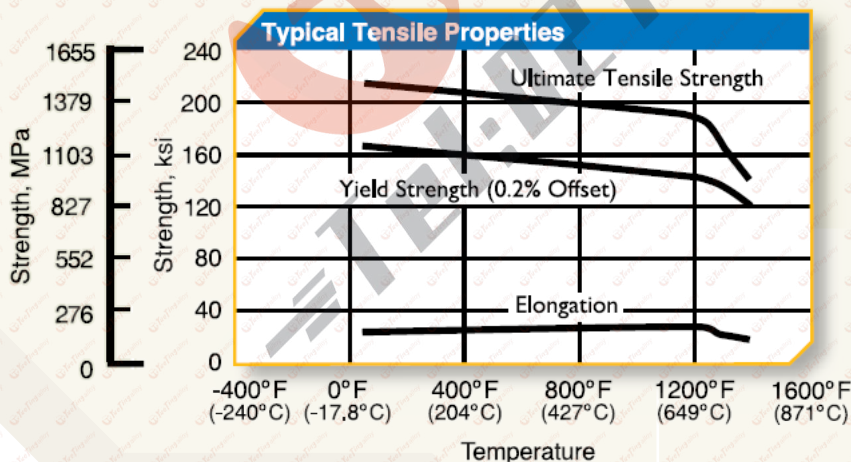 Typical Tensile Properties
Ultimate Tensile Strength
Yield Strength (0.2% Offset)
Elongation
Strength, MPa
1655
1379
1103
827
552
276
0
Strength, ksi
240
200
160
120
80
40
0
-400°F 0°F 400°F 800°F 1200°F 1600°F
(-240°C) (-17.8°C) (204°C) (427°C) (649°C) (871°C)
Temperature